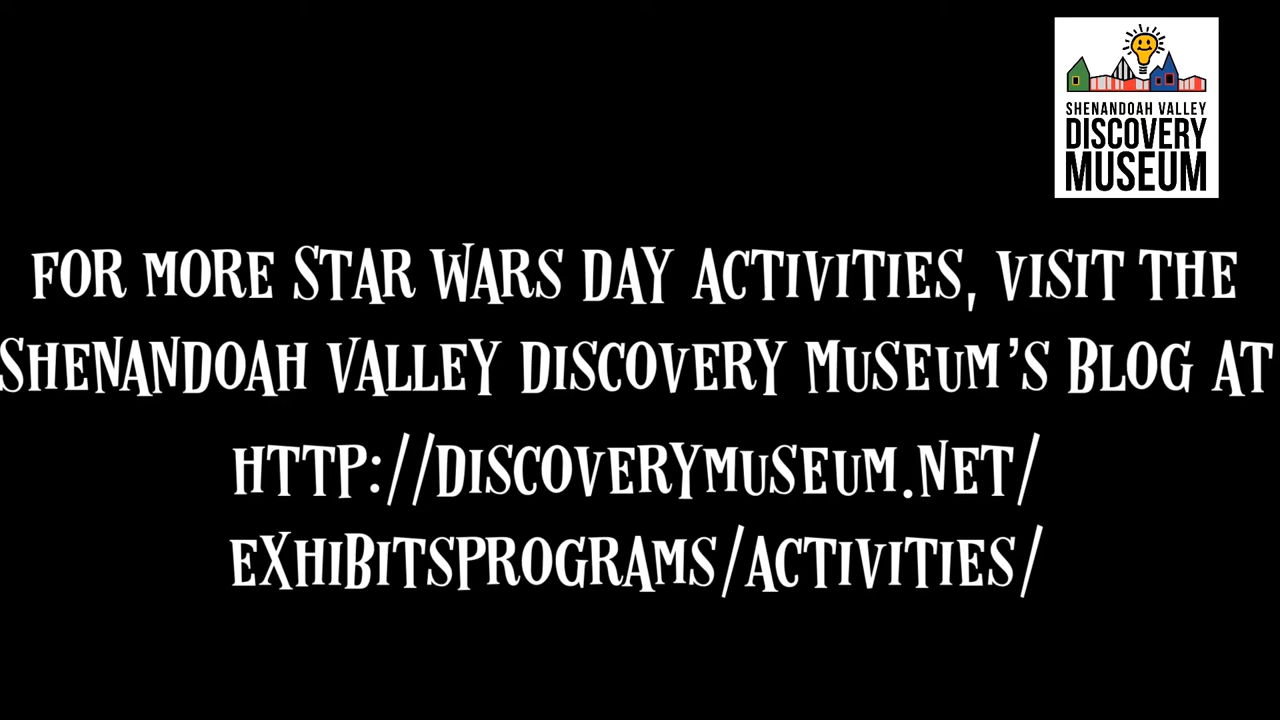 SHENANDOAH VALLEY
DISCOVERY
MUSEUM
FOR MORE STAR WARS DAY ACTIVITIES, VISIT THE
SHENANDOAH VALLEY DISCOVERY MUSEUM'S BLOG AT
HTTP://DISCOVERYMUSEUM.NET/
EXHIBITSPROGRAMS/ACTIVITIES/